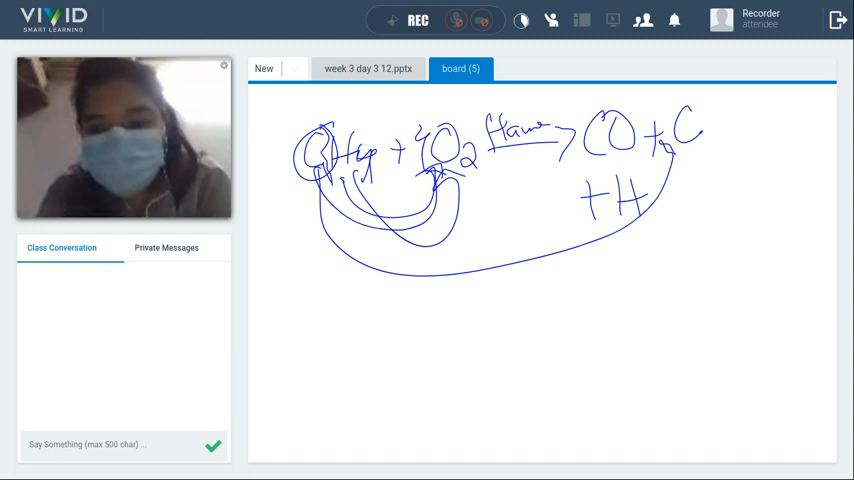 VIVID
SMART LEARNING
REC
Recorder
attendee
New
week 3 day 3 12.pptx
board (5)
+ O2 flame CO + 2C
+ H
Class Conversation
Private Messages
Say Something (max 500 char) ...